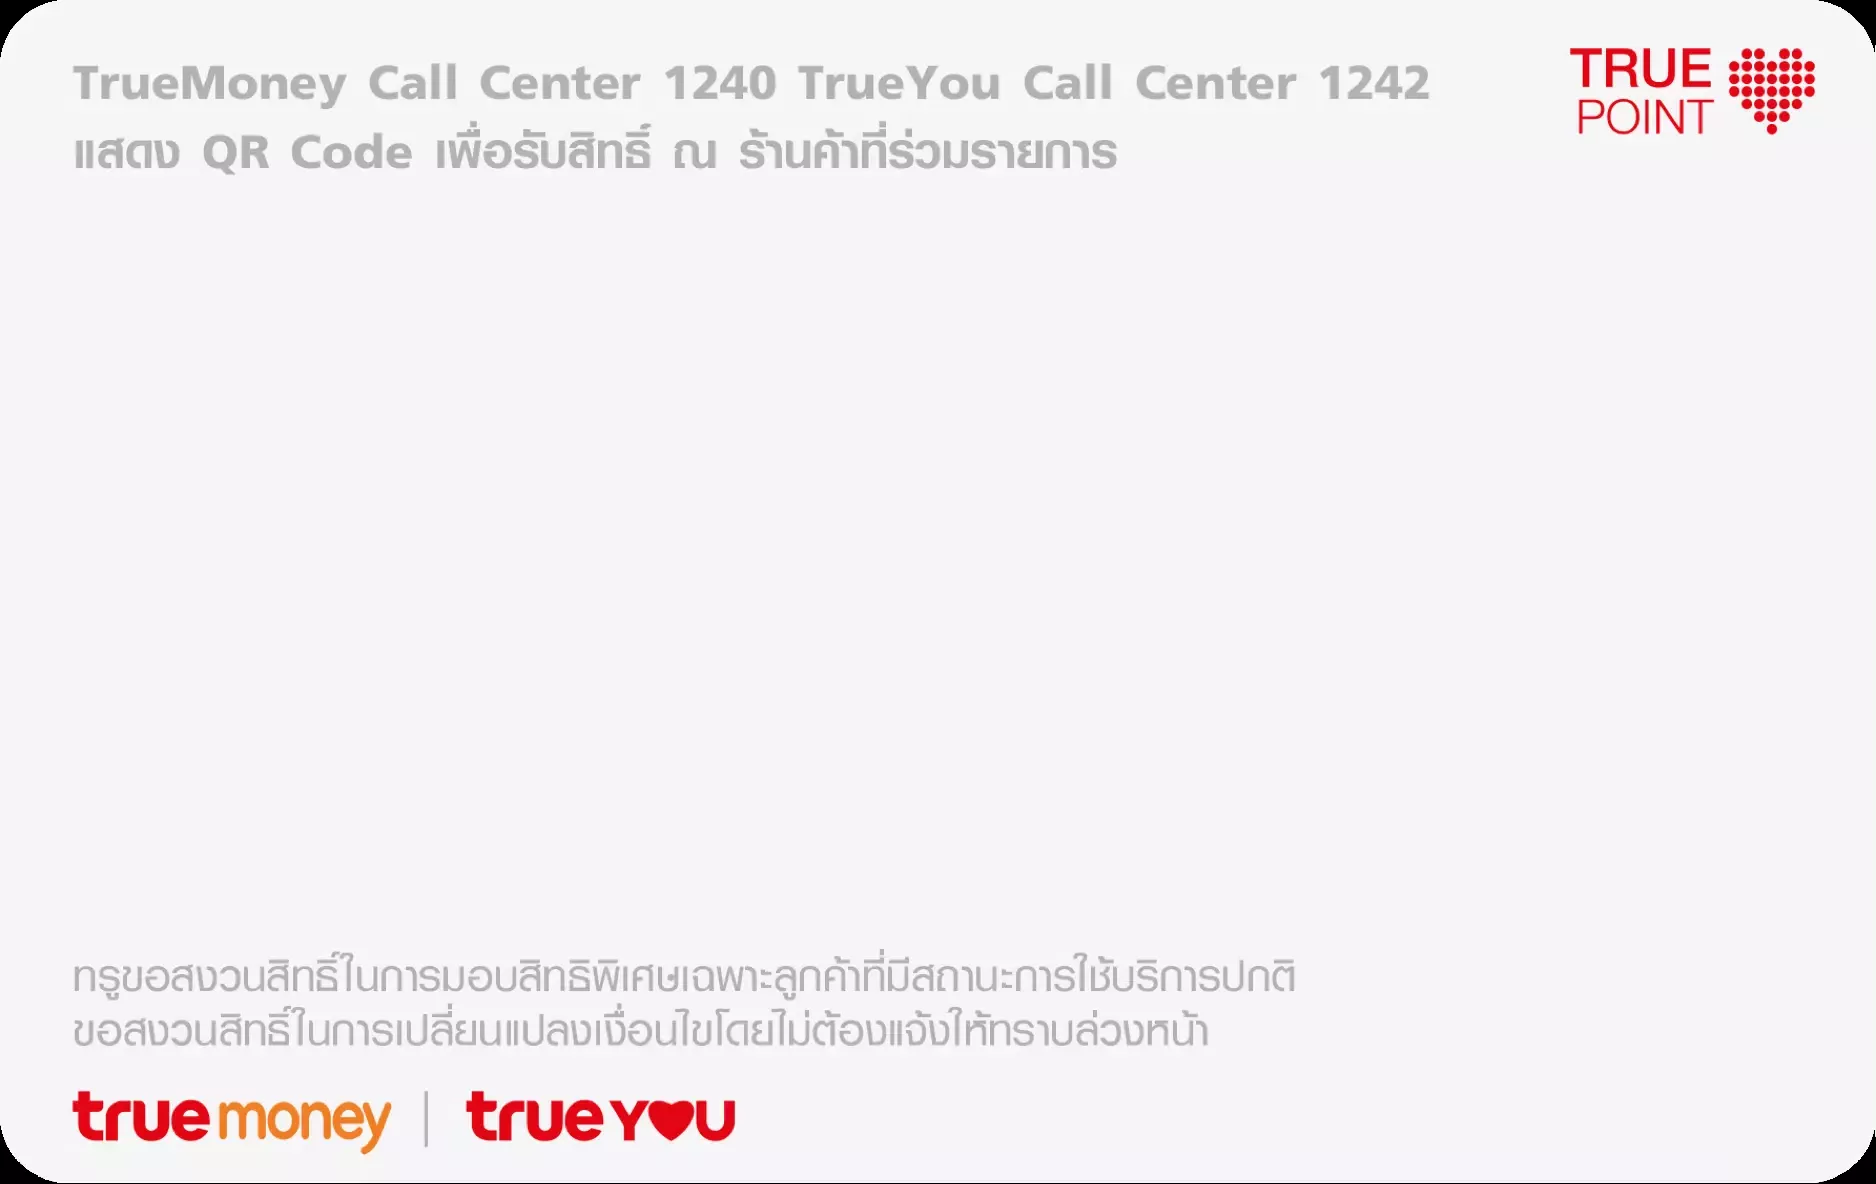 TrueMoney Call Center 1240 TrueYou Call Center 1242
แสดง QR Code เพื่อรับสิทธิ์ ณ ร้านค้าที่ร่วมรายการ
TRUE
POINT
ทรูขอสงวนสิทธิ์ในการมอบสิทธิพิเศษเฉพาะลูกค้าที่มีสถานะการใช้บริการปกติ
ขอสงวนสิทธิ์ในการเปลี่ยนแปลงเงื่อนไขโดยไม่ต้องแจ้งให้ทราบล่วงหน้า
true money | true YOU